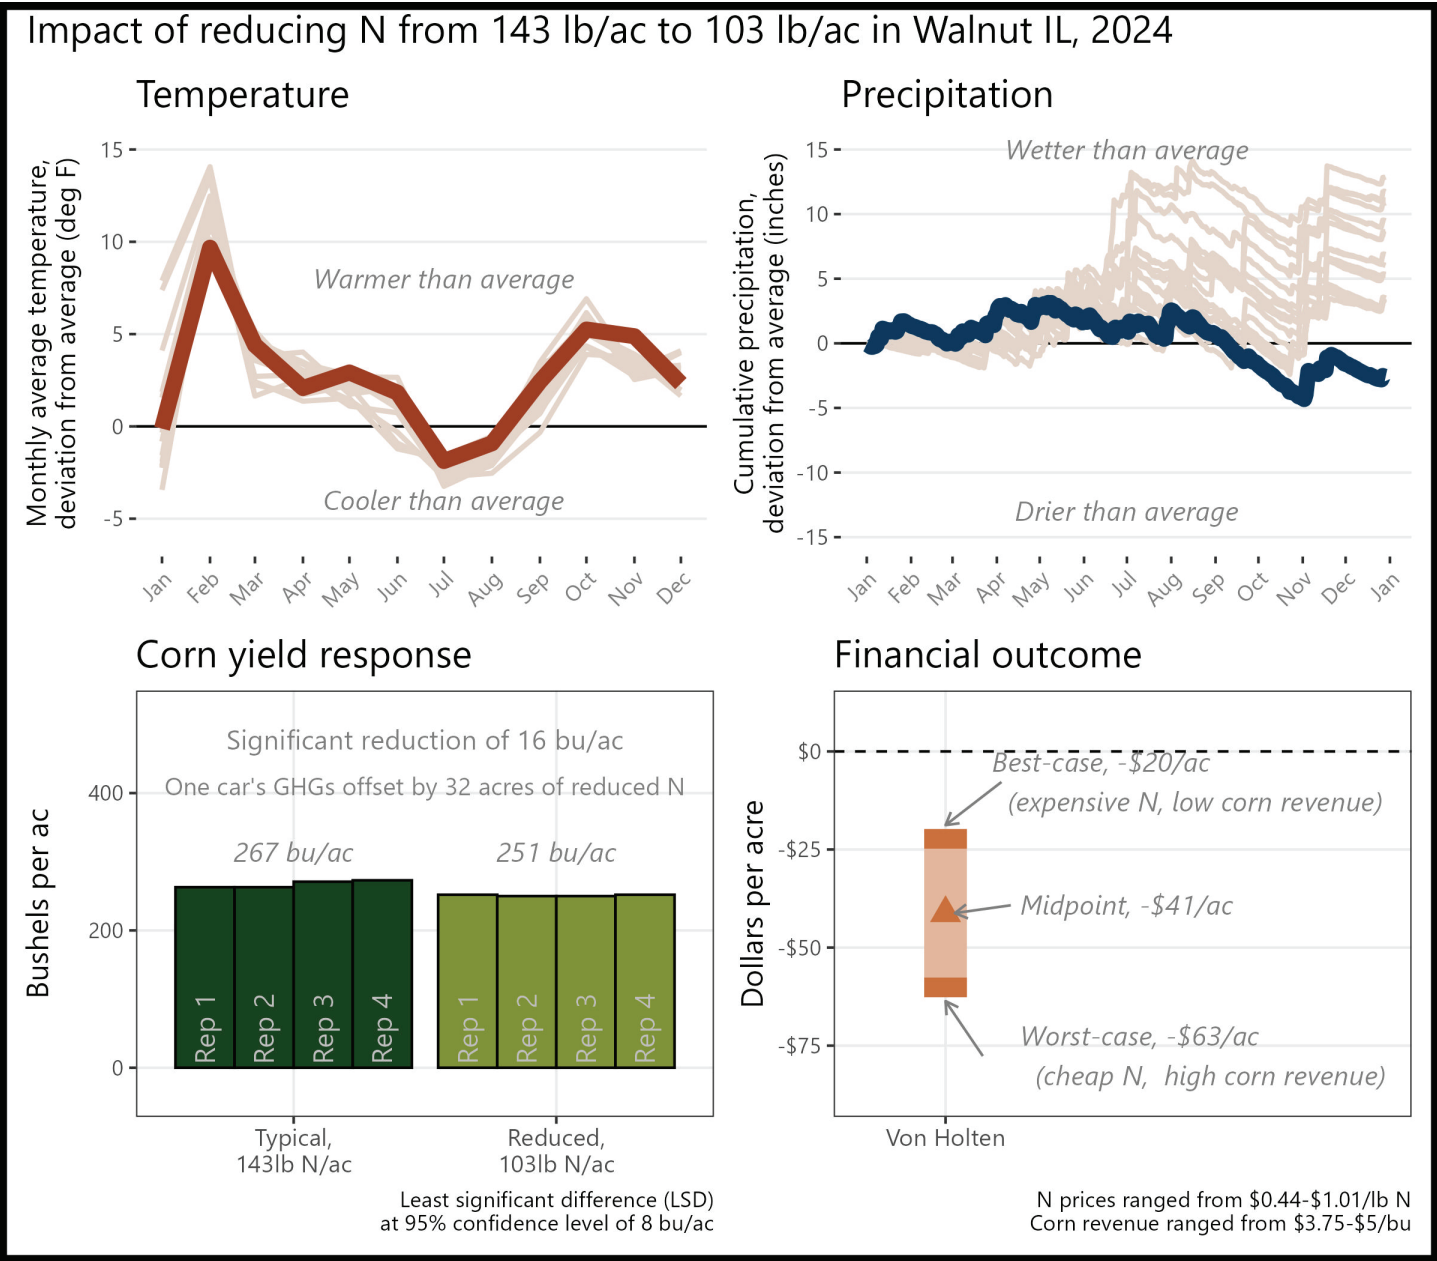 Impact of reducing N from 143 lb/ac to 103 lb/ac in Walnut IL, 2024
Temperature
Monthly average temperature,
deviation from average (deg F)
15
10
5
0
-5
Warmer than average
Cooler than average
Jan
Feb
Mar
Apr
May
Jun
Jul
Aug
Sep
Oct
Nov
Dec
Precipitation
Cumulative precipitation,
deviation from average (inches)
15
10
5
0
-5
-10
-15
Wetter than average
Drier than average
Jan
Feb
Mar
Apr
May
Jun
Jul
Aug
Sep
Oct
Nov
Dec
Jan
Corn yield response
Bushels per ac
400
200
0
Significant reduction of 16 bu/ac
One car's GHGs offset by 32 acres of reduced N
267 bu/ac
251 bu/ac
Rep 1
Rep 2
Rep 3
Rep 4
Rep 1
Rep 2
Rep 3
Rep 4
Typical,
143lb N/ac
Reduced,
103lb N/ac
Least significant difference (LSD)
at 95% confidence level of 8 bu/ac
Financial outcome
Dollars per acre
$0
-$25
-$50
-$75
Best-case, -$20/ac
(expensive N, low corn revenue)
Midpoint, -$41/ac
Worst-case, -$63/ac
(cheap N,  high corn revenue)
Von Holten
N prices ranged from $0.44-$1.01/lb N
Corn revenue ranged from $3.75-$5/bu